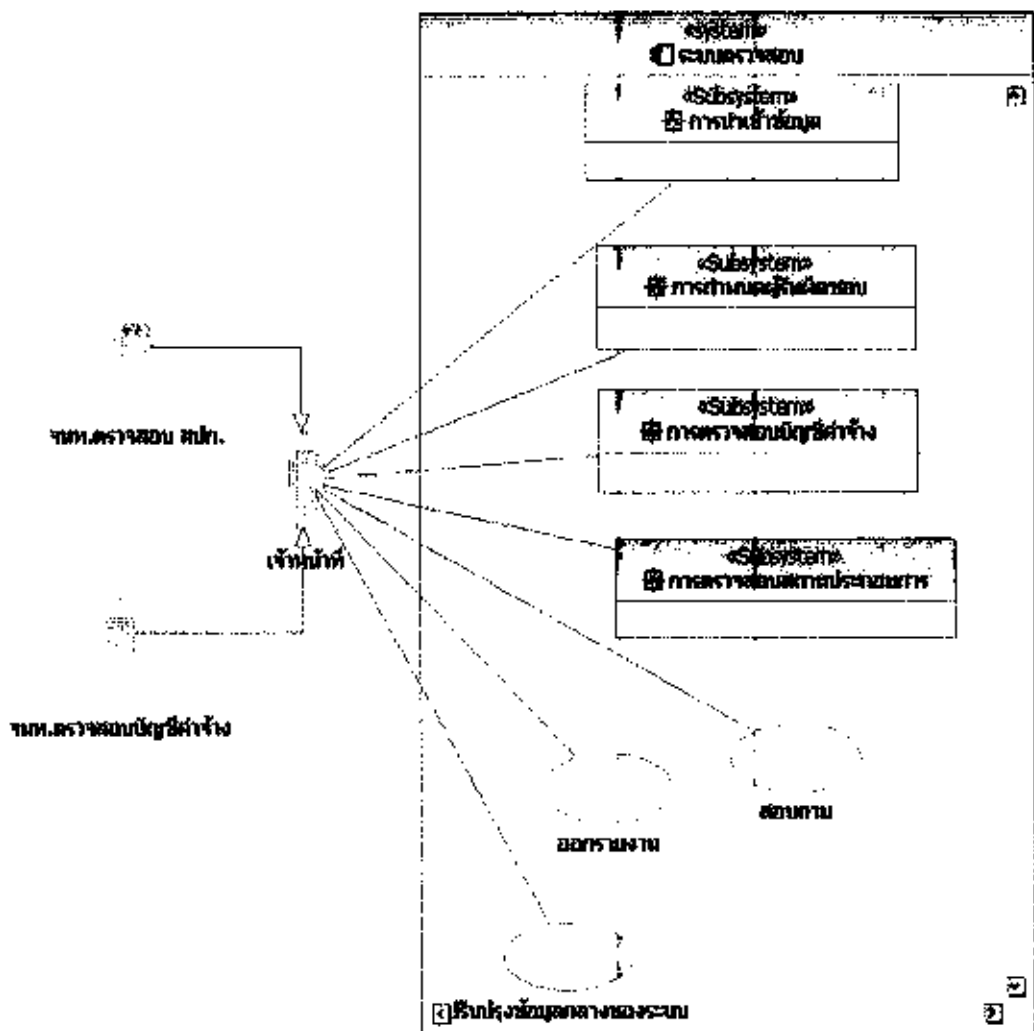 «system»
ระบบตรวจสอบ
«Subsystem»
การนำเข้าข้อมูล
«Subsystem»
การกำหนดผู้รับผิดชอบ
«Subsystem»
การตรวจสอบบัญชีค่าจ้าง
จนท.ตรวจสอบ สปก.
เจ้าหน้าที่
«Subsystem»
การตรวจสอบสถานประกอบการ
จนท.ตรวจสอบบัญชีค่าจ้าง
สอบถาม
ออกรายงาน
ปรับปรุงข้อมูลกลางของระบบ